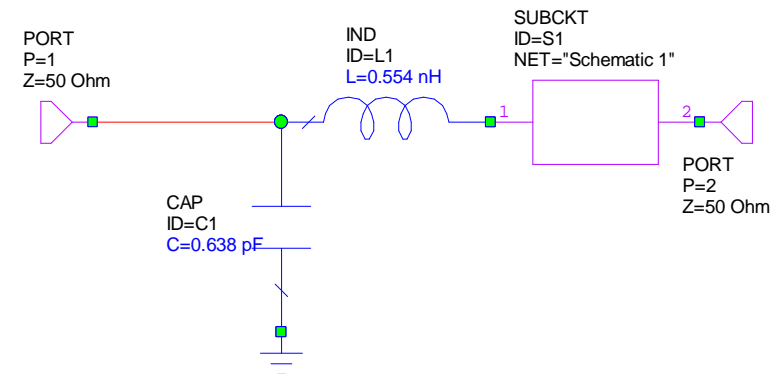 PORT
P=1
Z=50 Ohm
IND
ID=L1
L=0.554 nH
SUBCKT
ID=S1
NET="Schematic 1"
1
2
CAP
ID=C1
C=0.638 pF
PORT
P=2
Z=50 Ohm